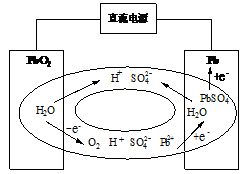 直流电源
PbO₂ Pb
+e⁻
H⁺ SO₄²⁻
PbSO₄
H₂O H₂O
−e⁻ +e⁻
O₂ H⁺ SO₄²⁻ Pb²⁺